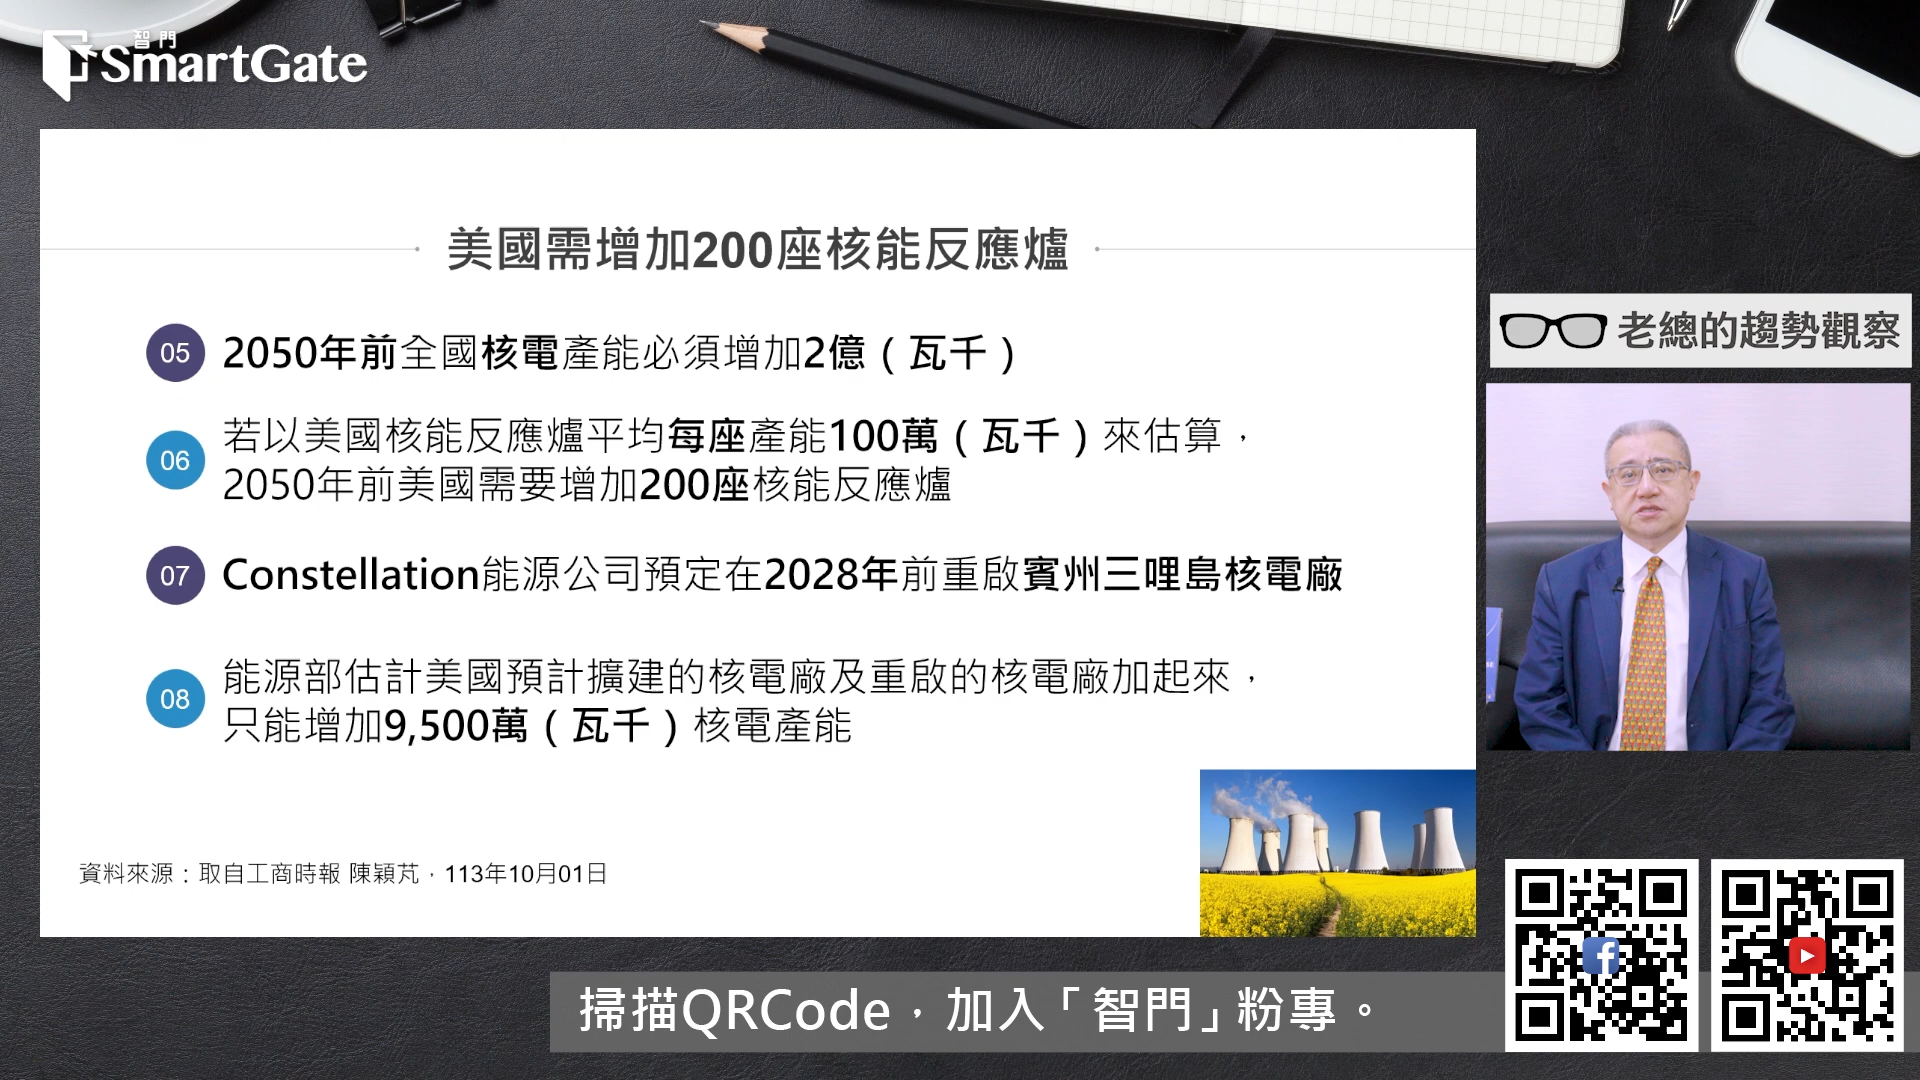 智門
SmartGate
美國需增加200座核能反應爐
05 2050年前全國核電產能必須增加2億（瓦千）
06 若以美國核能反應爐平均每座產能100萬（瓦千）來估算，
2050年前美國需要增加200座核能反應爐
07 Constellation能源公司預定在2028年前重啟賓州三哩島核電廠
08 能源部估計美國預計擴建的核電廠及重啟的核電廠加起來，
只能增加9,500萬（瓦千）核電產能
資料來源：取自工商時報 陳穎芃，113年10月01日
老總的趨勢觀察
掃描QRCode，加入「智門」粉專。